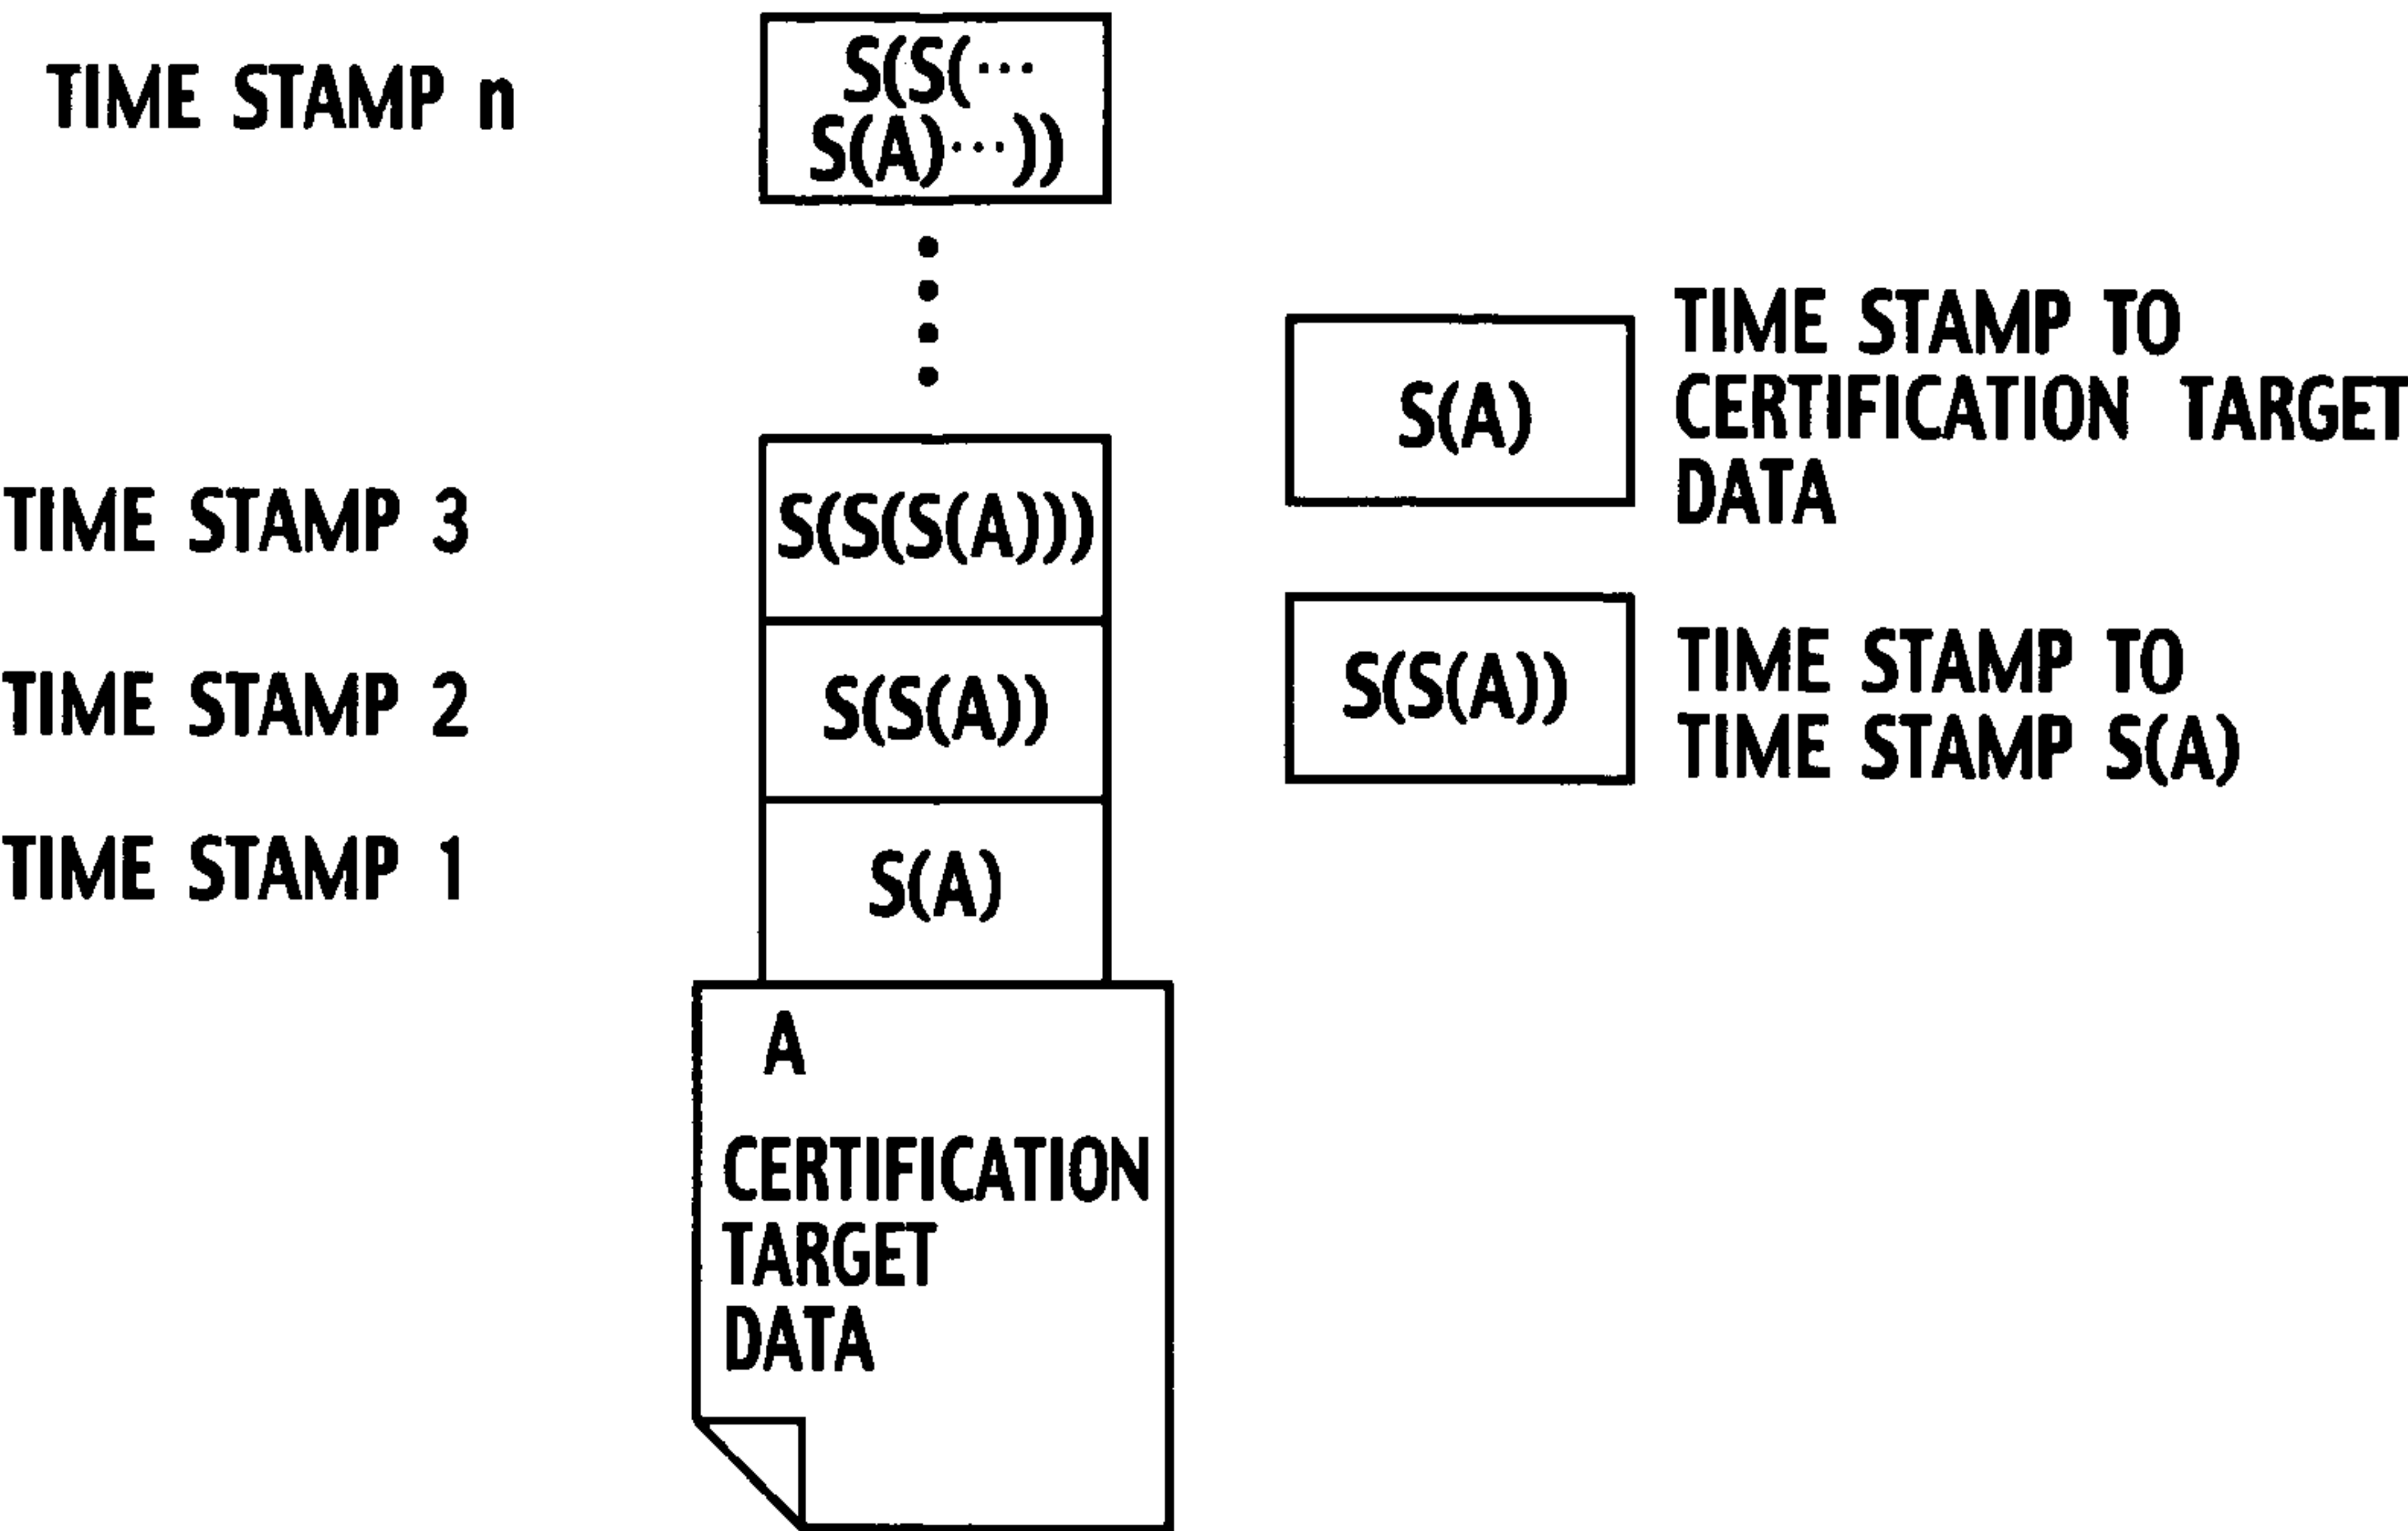 TIME STAMP n
S(S(···
S(A)···))
TIME STAMP 3
S(S(S(A)))
TIME STAMP 2
S(S(A))
TIME STAMP 1
S(A)
A
CERTIFICATION
TARGET
DATA
S(A)
TIME STAMP TO
CERTIFICATION TARGET
DATA
S(S(A))
TIME STAMP TO
TIME STAMP S(A)